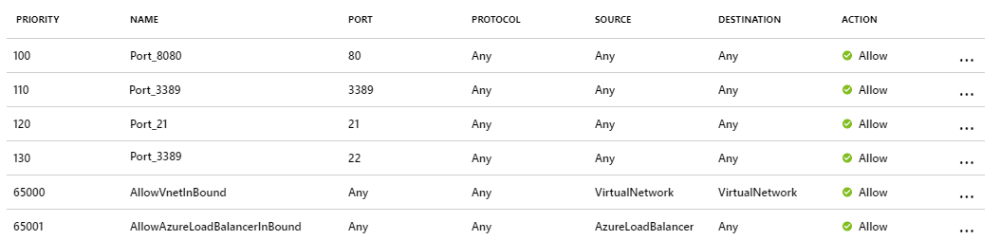 PRIORITY NAME PORT PROTOCOL SOURCE DESTINATION ACTION
100 Port_8080 80 Any Any Any Allow ...
110 Port_3389 3389 Any Any Any Allow ...
120 Port_21 21 Any Any Any Allow ...
130 Port_3389 22 Any Any Any Allow ...
65000 AllowVnetInBound Any Any VirtualNetwork VirtualNetwork Allow ...
65001 AllowAzureLoadBalancerInBound Any Any AzureLoadBalancer Any Allow ...